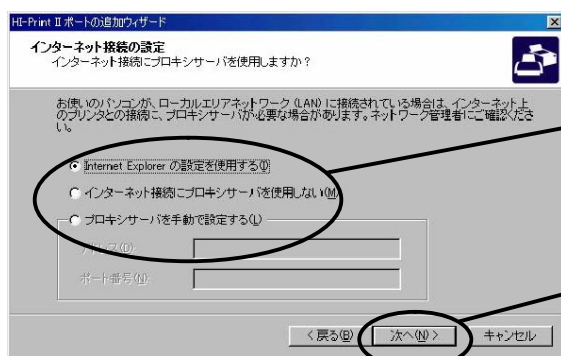 HI-Print Ⅱ ポートの追加ウィザード
インターネット接続の設定
インターネット接続にプロキシサーバを使用しますか？
お使いのパソコンが、ローカルエリアネットワーク (LAN) に接続されている場合は、インターネット上
のプリンタとの接続に、プロキシサーバが必要な場合があります。ネットワーク管理者にご確認くださ
い。
Internet Explorer の設定を使用する(I)
インターネット接続にプロキシサーバを使用しない(M)
プロキシサーバを手動で設定する(L)
アドレス(D):
ポート番号(N):
< 戻る(B)
次へ(N) >
キャンセル